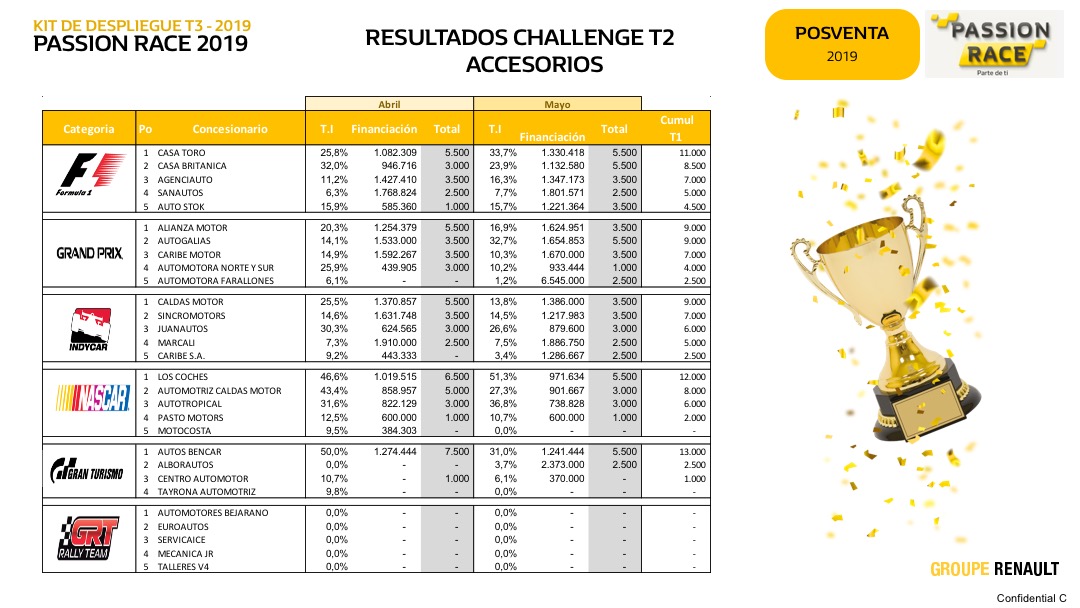 KIT DE DESPLIEGUE T3 - 2019
PASSION RACE 2019
RESULTADOS CHALLENGE T2
ACCESORIOS
POSVENTA
2019
PASSION
RACE
Parte de ti
Abril Mayo
Categoria Po Concesionario T.I Financiación Total T.I Financiación Total Cumul T1
Formula 1
1 CASA TORO 25,8% 1.082.309 5.500 33,7% 1.330.418 5.500 11.000
2 CASA BRITANICA 32,0% 946.716 3.000 23,9% 1.132.580 5.500 8.500
3 AGENCIAUTO 11,2% 1.427.410 3.500 16,3% 1.347.173 3.500 7.000
4 SANAUTOS 6,3% 1.768.824 2.500 7,7% 1.801.571 2.500 5.000
5 AUTO STOK 15,9% 585.360 1.000 15,7% 1.221.364 3.500 4.500
GRAND PRIX
1 ALIANZA MOTOR 20,3% 1.254.379 5.500 16,9% 1.624.951 3.500 9.000
2 AUTOGALIAS 14,1% 1.533.000 3.500 32,7% 1.654.853 5.500 9.000
3 CARIBE MOTOR 14,9% 1.592.267 3.500 10,3% 1.670.000 3.500 7.000
4 AUTOMOTORA NORTE Y SUR 25,9% 439.905 3.000 10,2% 933.444 1.000 4.000
5 AUTOMOTORA FARALLONES 6,1% - - 1,2% 6.545.000 2.500 2.500
INDYCAR
1 CALDAS MOTOR 25,5% 1.370.857 5.500 13,8% 1.386.000 3.500 9.000
2 SINCROMOTORS 14,6% 1.631.748 3.500 14,5% 1.217.983 3.500 7.000
3 JUANAUTOS 30,3% 624.565 3.000 26,6% 879.600 3.000 6.000
4 MARCALI 7,3% 1.910.000 2.500 7,5% 1.886.750 2.500 5.000
5 CARIBE S.A. 9,2% 443.333 - 3,4% 1.286.667 2.500 2.500
NASCAR
1 LOS COCHES 46,6% 1.019.515 6.500 51,3% 971.634 5.500 12.000
2 AUTOMOTRIZ CALDAS MOTOR 43,4% 858.957 5.000 27,3% 901.667 3.000 8.000
3 AUTOTROPICAL 31,6% 822.129 3.000 36,8% 738.828 3.000 6.000
4 PASTO MOTORS 12,5% 600.000 1.000 10,7% 600.000 1.000 2.000
5 MOTOCOSTA 9,5% 384.303 - 0,0% - - -
GRAN TURISMO
1 AUTOS BENCAR 50,0% 1.274.444 7.500 31,0% 1.241.444 5.500 13.000
2 ALBORAUTOS 0,0% - - 3,7% 2.373.000 2.500 2.500
3 CENTRO AUTOMOTOR 10,7% - 1.000 6,1% 370.000 - 1.000
4 TAYRONA AUTOMOTRIZ 9,8% - - 0,0% - - -
GRT
RALLY TEAM
1 AUTOMOTORES BEJARANO 0,0% - - 0,0% - - -
2 EUROAUTOS 0,0% - - 0,0% - - -
3 SERVICAICE 0,0% - - 0,0% - - -
4 MECANICA JR 0,0% - - 0,0% - - -
5 TALLERES V4 0,0% - - 0,0% - - -
GROUPE RENAULT
Confidential C